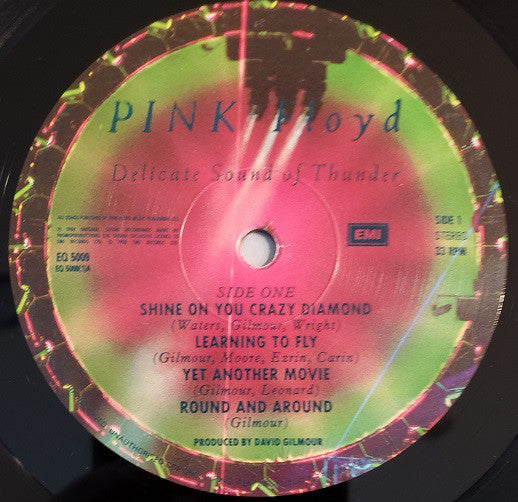 PINK Floyd
Delicate Sound of Thunder
EMI
SIDE 1
STEREO
33 RPM
EQ 5009
SIDE ONE
SHINE ON YOU CRAZY DIAMOND
(Waters, Gilmour, Wright)
LEARNING TO FLY
(Gilmour, Moore, Ezrin, Carin)
YET ANOTHER MOVIE
(Gilmour, Leonard)
ROUND AND AROUND
(Gilmour)
PRODUCED BY DAVID GILMOUR